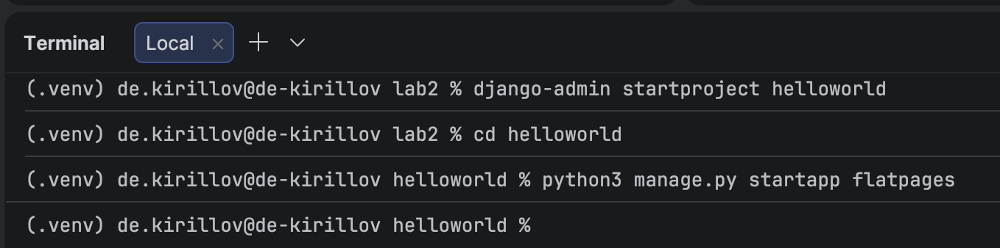 Terminal Local
(.venv) de.kirillov@de-kirillov lab2 % django-admin startproject helloworld
(.venv) de.kirillov@de-kirillov lab2 % cd helloworld
(.venv) de.kirillov@de-kirillov helloworld % python3 manage.py startapp flatpages
(.venv) de.kirillov@de-kirillov helloworld %